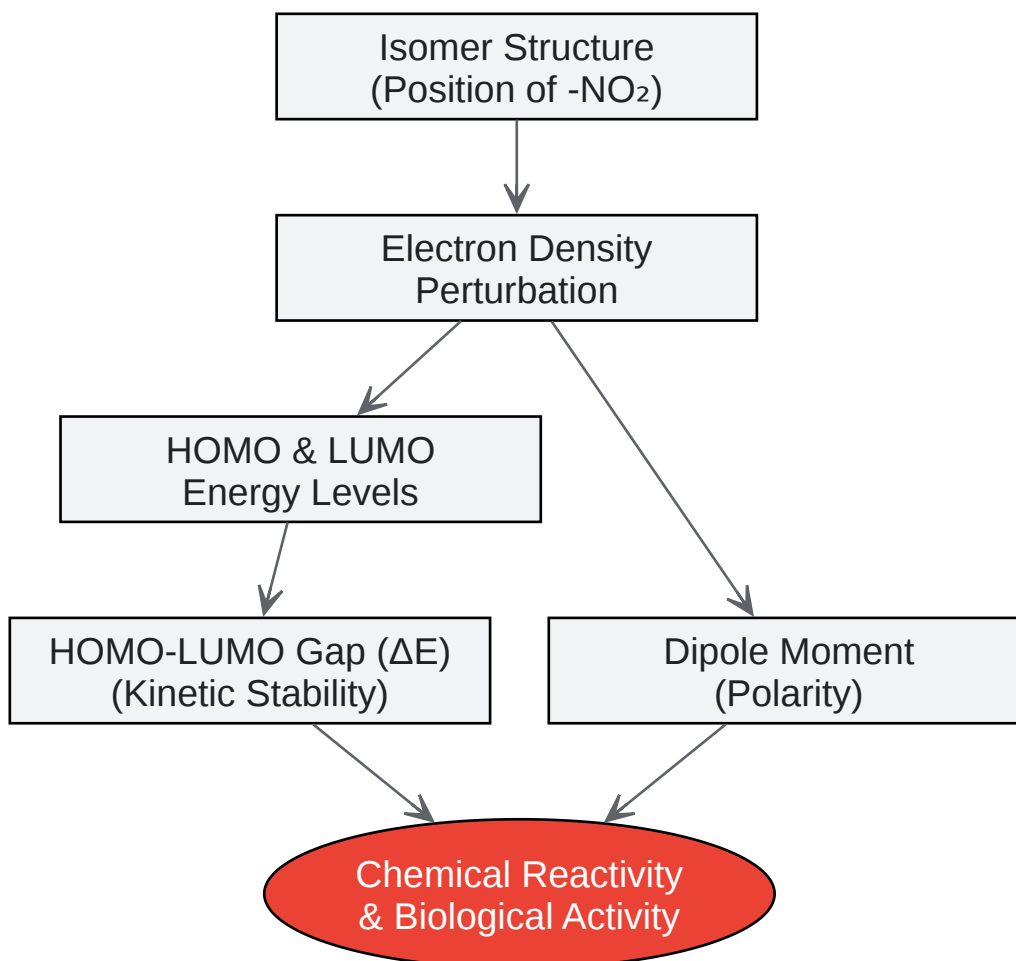 Isomer Structure
(Position of -NO₂)
Electron Density
Perturbation
HOMO & LUMO
Energy Levels
HOMO-LUMO Gap (ΔE)
(Kinetic Stability)
Dipole Moment
(Polarity)
Chemical Reactivity
& Biological Activity